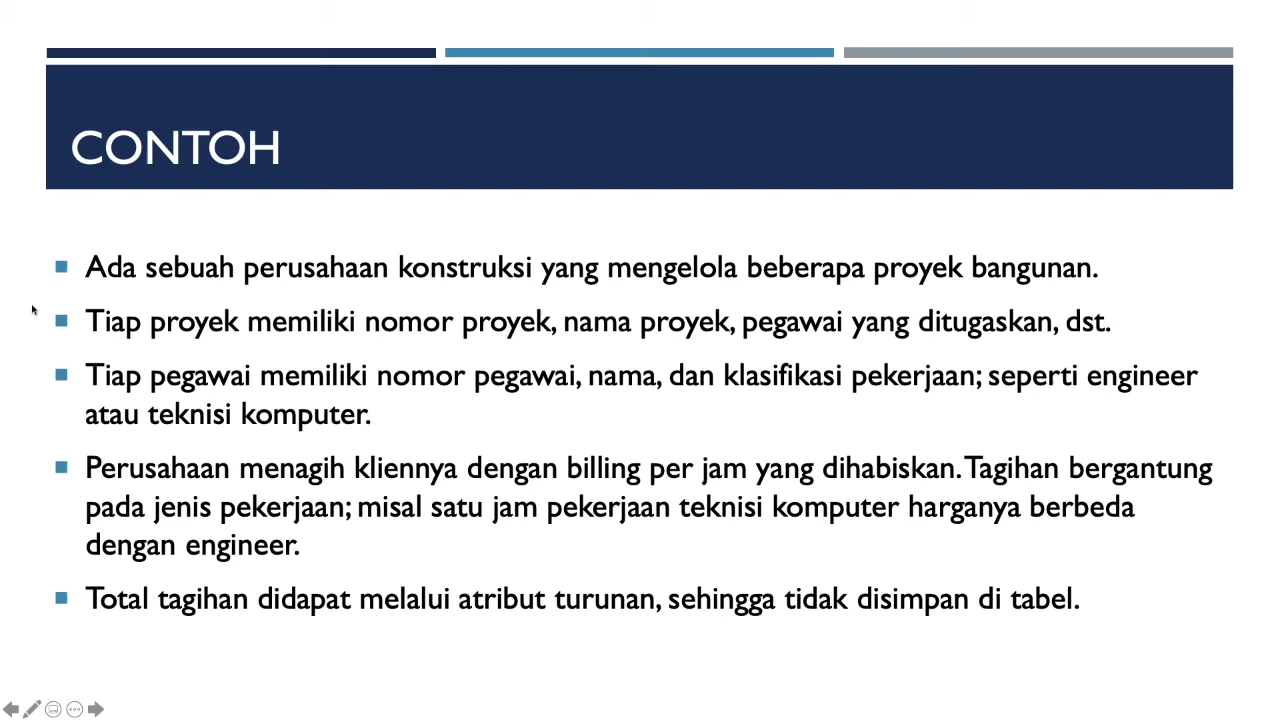 CONTOH
Ada sebuah perusahaan konstruksi yang mengelola beberapa proyek bangunan.
Tiap proyek memiliki nomor proyek, nama proyek, pegawai yang ditugaskan, dst.
Tiap pegawai memiliki nomor pegawai, nama, dan klasifikasi pekerjaan; seperti engineer
atau teknisi komputer.
Perusahaan menagih kliennya dengan billing per jam yang dihabiskan. Tagihan bergantung
pada jenis pekerjaan; misal satu jam pekerjaan teknisi komputer harganya berbeda
dengan engineer.
Total tagihan didapat melalui atribut turunan, sehingga tidak disimpan di tabel.